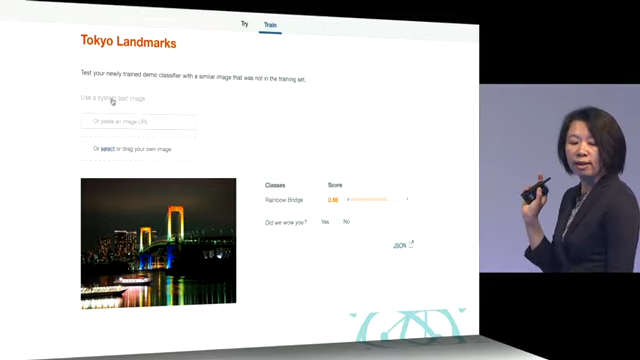 Try Train
Tokyo Landmarks
Test your newly trained demo classifier with a similar image that was not in the training set.
Use a system test image
Or paste an image URL
Or select or drag your own image
Classes Score
Rainbow Bridge 0.66
Did we wow you? Yes No
JSON